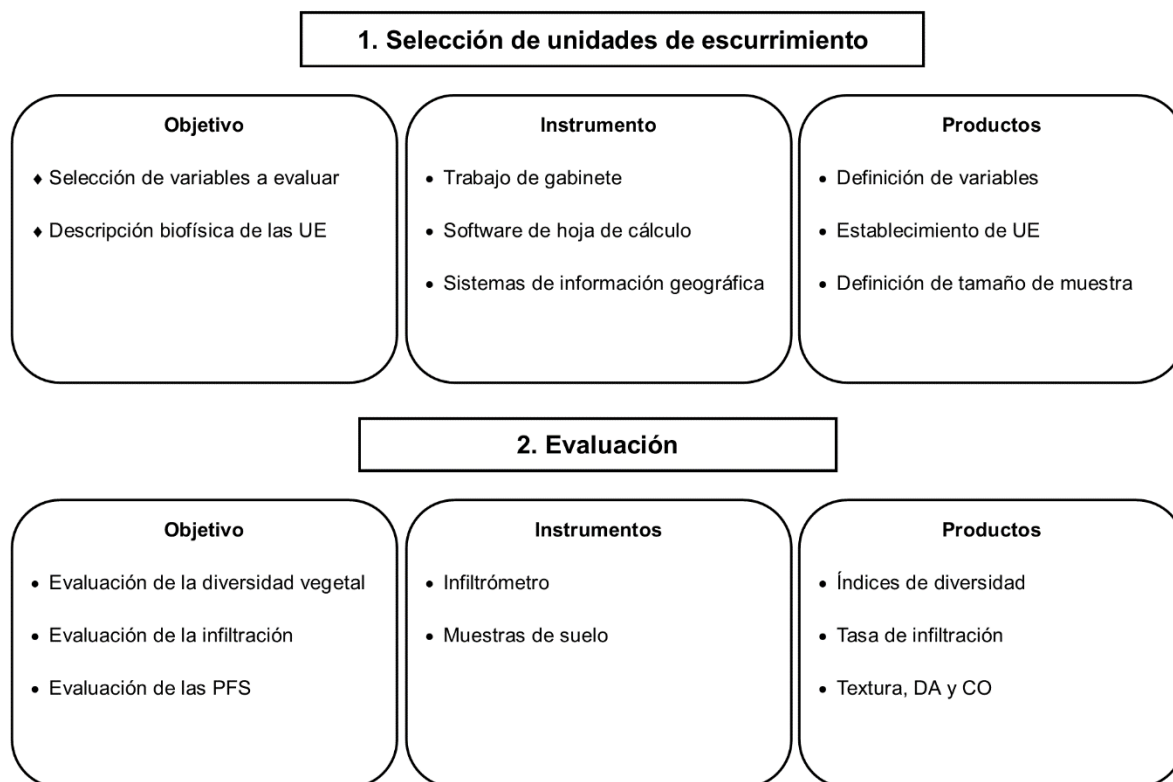 1. Selección de unidades de escurrimiento
Objetivo
♦ Selección de variables a evaluar
♦ Descripción biofísica de las UE
Instrumento
• Trabajo de gabinete
• Software de hoja de cálculo
• Sistemas de información geográfica
Productos
• Definición de variables
• Establecimiento de UE
• Definición de tamaño de muestra
2. Evaluación
Objetivo
• Evaluación de la diversidad vegetal
• Evaluación de la infiltración
• Evaluación de las PFS
Instrumentos
• Infiltrómetro
• Muestras de suelo
Productos
• Índices de diversidad
• Tasa de infiltración
• Textura, DA y CO